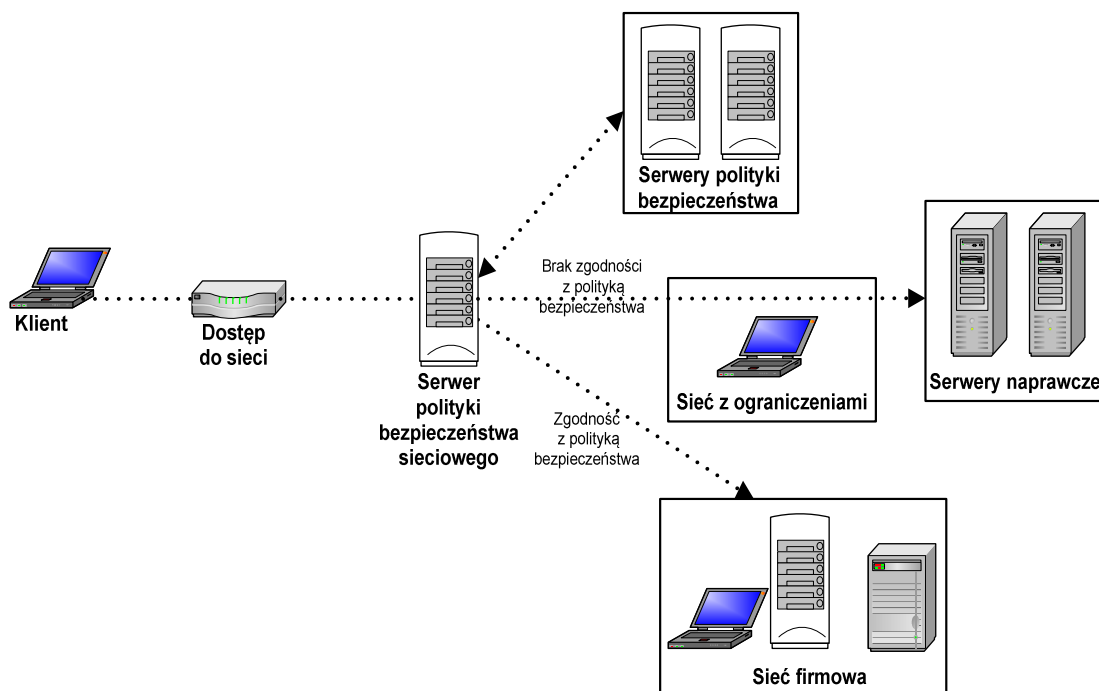 Serwery polityki
bezpieczeństwa
Brak zgodności
z polityką
bezpieczeństwa
Klient
Dostęp
do sieci
Serwer
polityki
bezpieczeństwa
sieciowego
Sieć z ograniczeniami
Serwery naprawcze
Zgodność
z polityką
bezpieczeństwa
Sieć firmowa